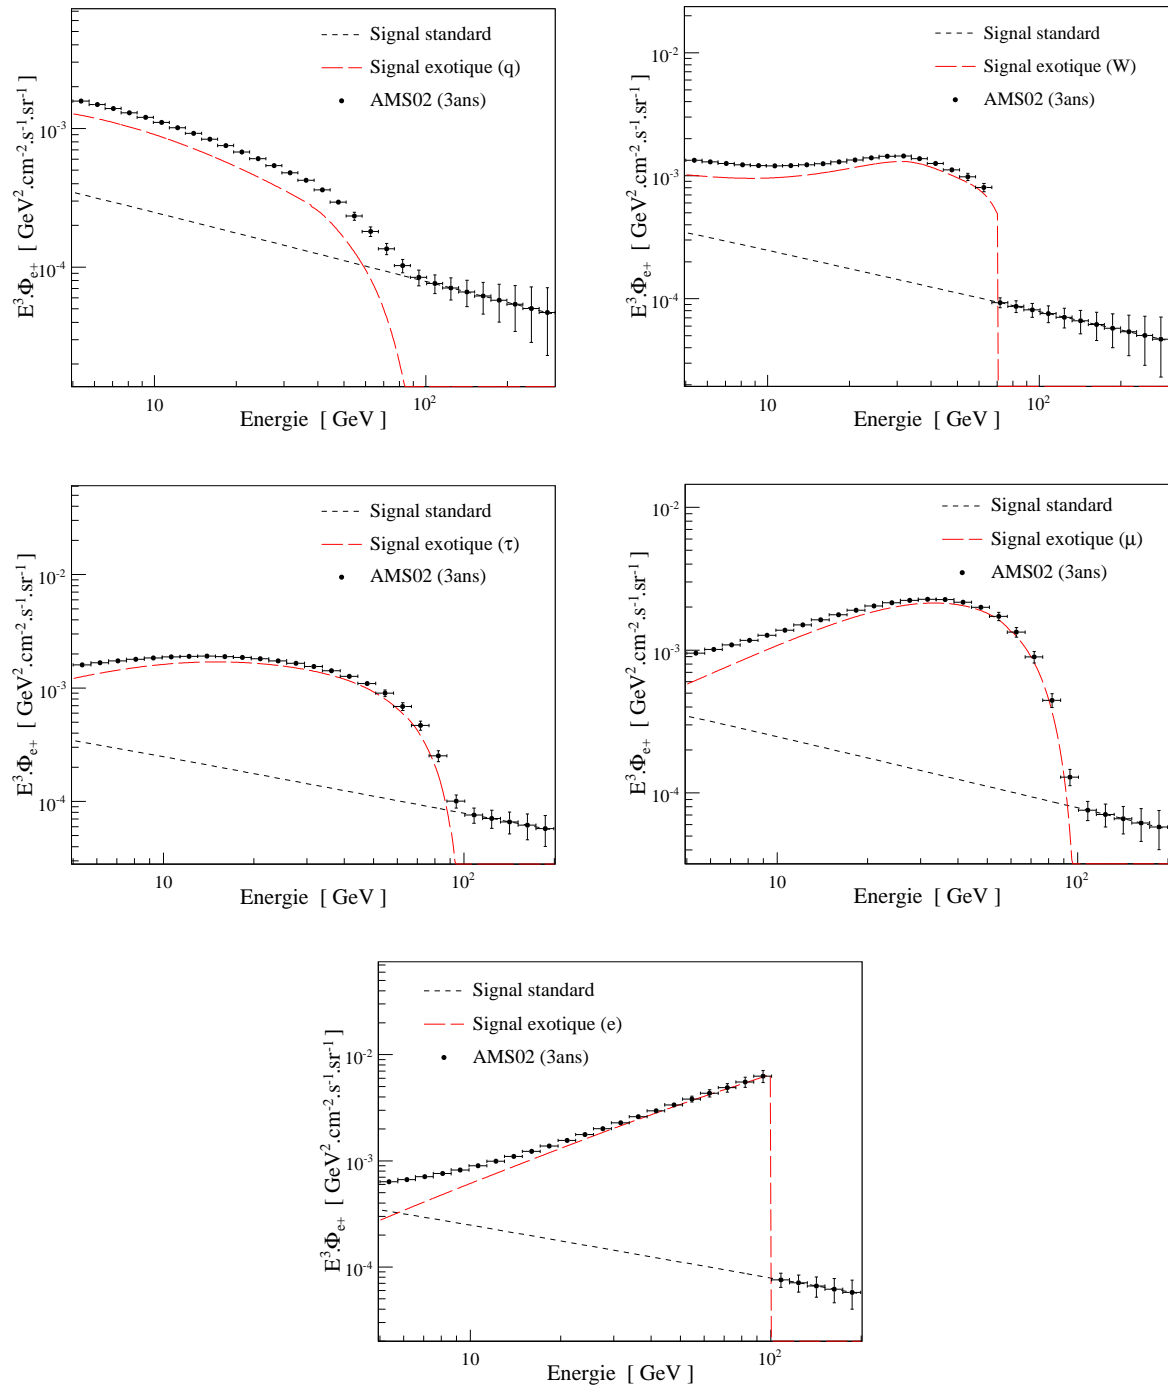 Signal standard
Signal exotique (q)
AMS02 (3ans)
10⁻³
10⁻⁴
10
10²
Energie [ GeV ]
E³.Φₑ₊ [ GeV².cm⁻².s⁻¹.sr⁻¹ ]
Signal standard
Signal exotique (W)
AMS02 (3ans)
10⁻²
10⁻³
10⁻⁴
10
10²
Energie [ GeV ]
E³.Φₑ₊ [ GeV².cm⁻².s⁻¹.sr⁻¹ ]
Signal standard
Signal exotique (τ)
AMS02 (3ans)
10⁻²
10⁻³
10⁻⁴
10
10²
Energie [ GeV ]
E³.Φₑ₊ [ GeV².cm⁻².s⁻¹.sr⁻¹ ]
Signal standard
Signal exotique (μ)
AMS02 (3ans)
10⁻²
10⁻³
10⁻⁴
10
10²
Energie [ GeV ]
E³.Φₑ₊ [ GeV².cm⁻².s⁻¹.sr⁻¹ ]
Signal standard
Signal exotique (e)
AMS02 (3ans)
10⁻²
10⁻³
10⁻⁴
10
10²
Energie [ GeV ]
E³.Φₑ₊ [ GeV².cm⁻².s⁻¹.sr⁻¹ ]